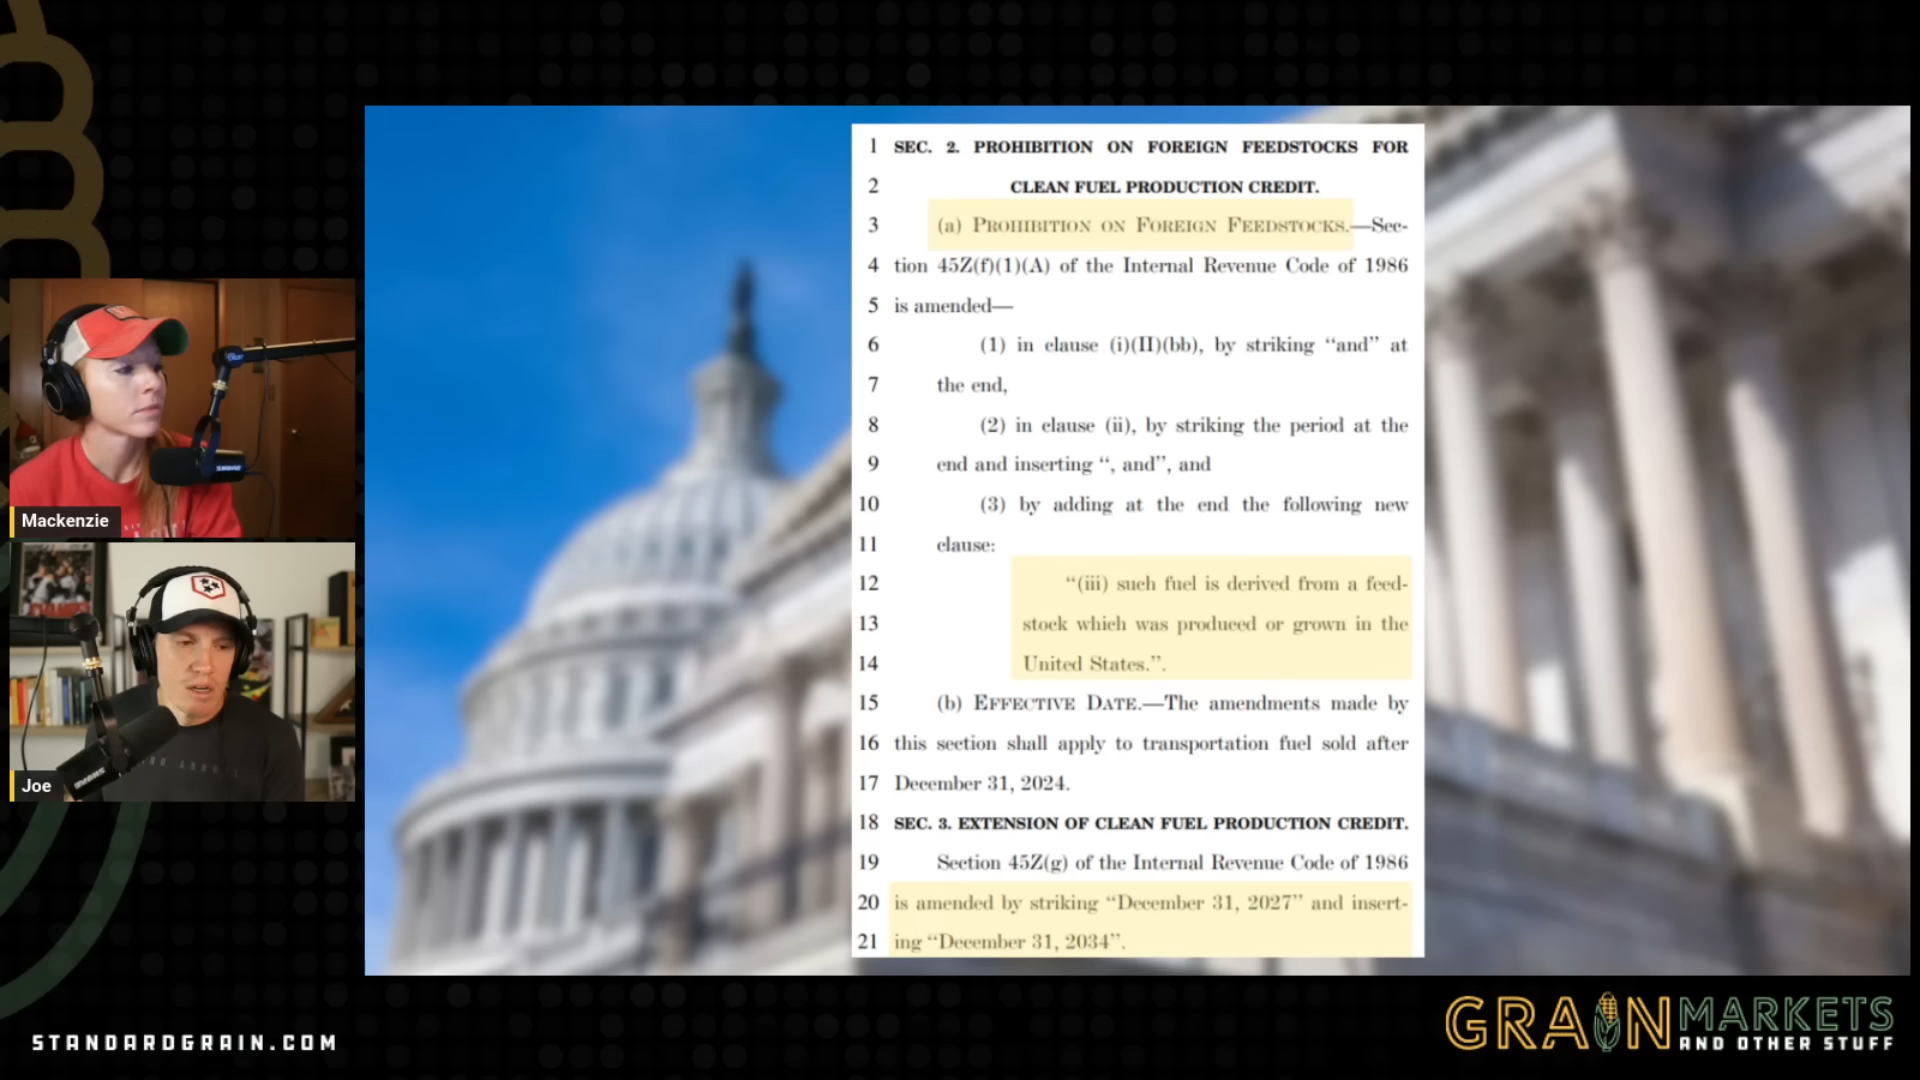 1 SEC. 2. PROHIBITION ON FOREIGN FEEDSTOCKS FOR
2 CLEAN FUEL PRODUCTION CREDIT.
3 (a) PROHIBITION ON FOREIGN FEEDSTOCKS.—Sec-
4 tion 45Z(f)(1)(A) of the Internal Revenue Code of 1986
5 is amended—
6 (1) in clause (i)(II)(bb), by striking “and” at
7 the end,
8 (2) in clause (ii), by striking the period at the
9 end and inserting “, and”, and
10 (3) by adding at the end the following new
11 clause:
12 “(iii) such fuel is derived from a feed-
13 stock which was produced or grown in the
14 United States.”.
15 (b) EFFECTIVE DATE.—The amendments made by
16 this section shall apply to transportation fuel sold after
17 December 31, 2024.
18 SEC. 3. EXTENSION OF CLEAN FUEL PRODUCTION CREDIT.
19 Section 45Z(g) of the Internal Revenue Code of 1986
20 is amended by striking “December 31, 2027” and insert-
21 ing “December 31, 2034”.
Mackenzie
Joe
STANDARDGRAIN.COM
GRAIN MARKETS
AND OTHER STUFF